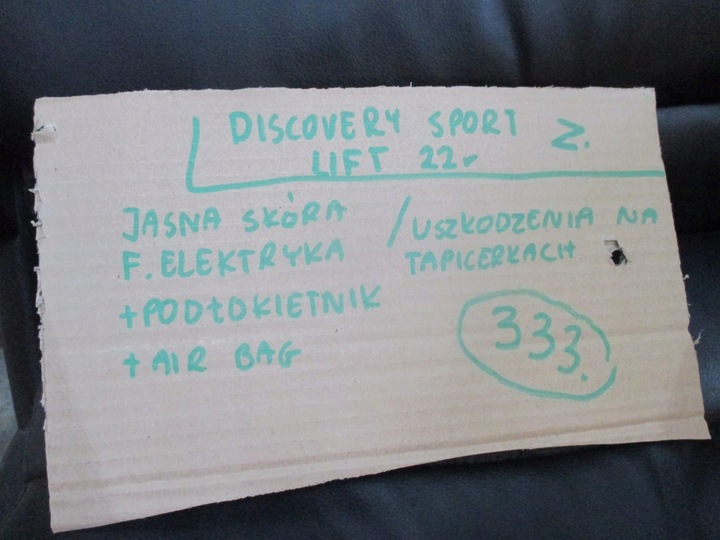 DISCOVERY SPORT Z.
LIFT 22r
JASNA SKÓRA / USZKODZENIA NA
F. ELEKTRYKA TAPICERKACH
+ PODŁOKIETNIK
+ AIR BAG
333.